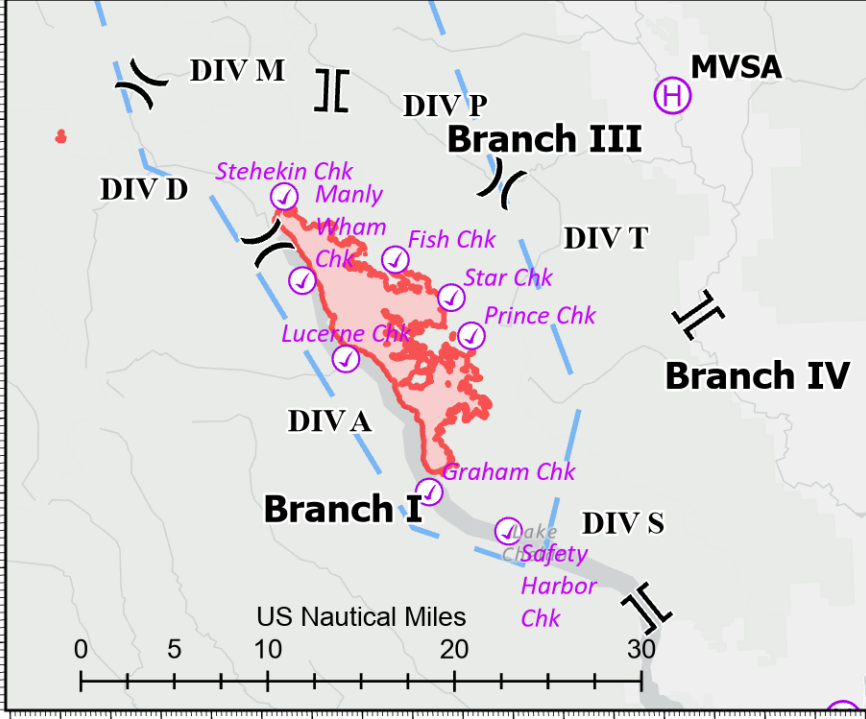 DIV M
MVSA
H
DIV P
Branch III
Stehekin Chk
DIV D
Manly
Wham
Chk
Fish Chk
DIV T
Star Chk
Prince Chk
Lucerne Chk
Branch IV
DIV A
Graham Chk
Branch I
DIV S
Lake
Safety
Harbor
Chk
US Nautical Miles
0 5 10 20 30